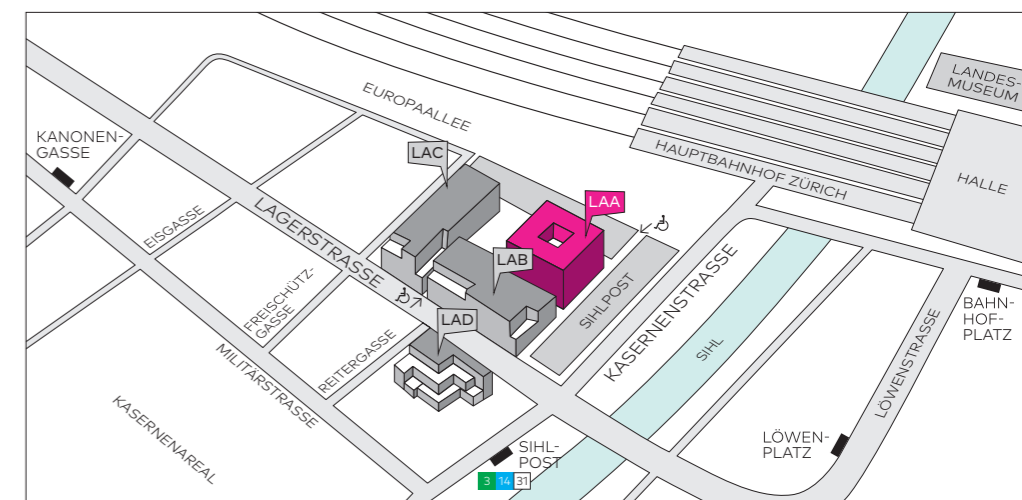 LANDES-
MUSEUM
EUROPAALLEE
KANONEN-
GASSE
LAC
HAUPTBAHNHOF ZÜRICH
HALLE
LAA
EISGASSE
LAGERSTRASSE
LAB
SIHLPOST
KASERNENSTRASSE
FREISCHÜTZ-
GASSE
LAD
BAHN-
HOF-
PLATZ
MILITÄRSTRASSE
REITERGASSE
SIHL
LÖWENSTRASSE
KASERNENAREAL
LÖWEN-
PLATZ
SIHL-
POST
3 14 31